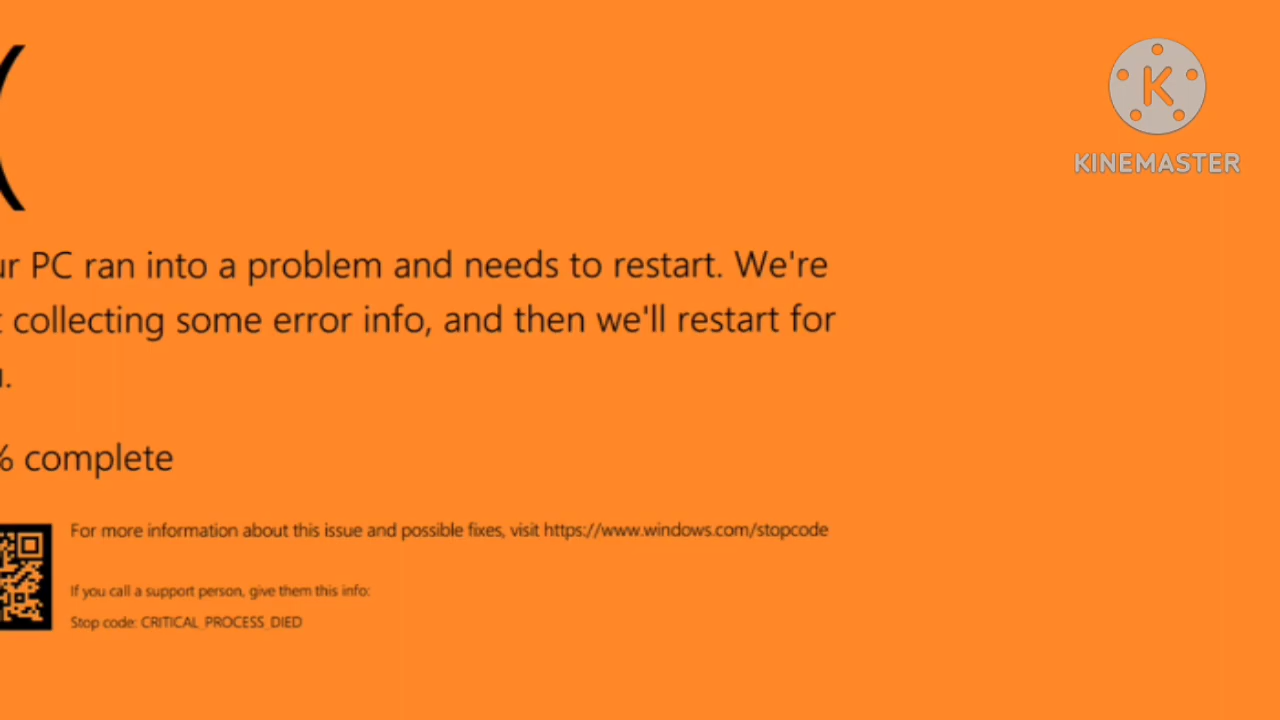 (
KINEMASTER
ur PC ran into a problem and needs to restart. We're
collecting some error info, and then we'll restart for
% complete
For more information about this issue and possible fixes, visit https://www.windows.com/stopcode
If you call a support person, give them this info:
Stop code: CRITICAL_PROCESS_DIED